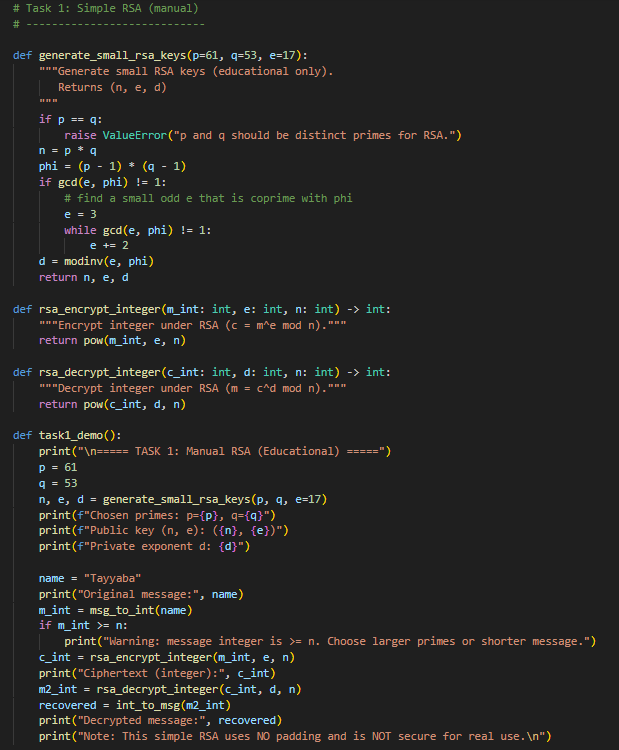 # Task 1: Simple RSA (manual)
# ----------------------------
def generate_small_rsa_keys(p=61, q=53, e=17):
    """Generate small RSA keys (educational only).
       Returns (n, e, d)
    """
    if p == q:
        raise ValueError("p and q should be distinct primes for RSA.")
    n = p * q
    phi = (p - 1) * (q - 1)
    if gcd(e, phi) != 1:
        # find a small odd e that is coprime with phi
        e = 3
        while gcd(e, phi) != 1:
            e += 2
    d = modinv(e, phi)
    return n, e, d
def rsa_encrypt_integer(m_int: int, e: int, n: int) -> int:
    """Encrypt integer under RSA (c = m^e mod n)."""
    return pow(m_int, e, n)
def rsa_decrypt_integer(c_int: int, d: int, n: int) -> int:
    """Decrypt integer under RSA (m = c^d mod n)."""
    return pow(c_int, d, n)
def task1_demo():
    print("\n===== TASK 1: Manual RSA (Educational) =====")
    p = 61
    q = 53
    n, e, d = generate_small_rsa_keys(p, q, e=17)
    print(f"Chosen primes: p={p}, q={q}")
    print(f"Public key (n, e): ({n}, {e})")
    print(f"Private exponent d: {d}")
    name = "Tayyaba"
    print("Original message:", name)
    m_int = msg_to_int(name)
    if m_int >= n:
        print("Warning: message integer is >= n. Choose larger primes or shorter message.")
    c_int = rsa_encrypt_integer(m_int, e, n)
    print("Ciphertext (integer):", c_int)
    m2_int = rsa_decrypt_integer(c_int, d, n)
    recovered = int_to_msg(m2_int)
    print("Decrypted message:", recovered)
    print("Note: This simple RSA uses NO padding and is NOT secure for real use.\n")